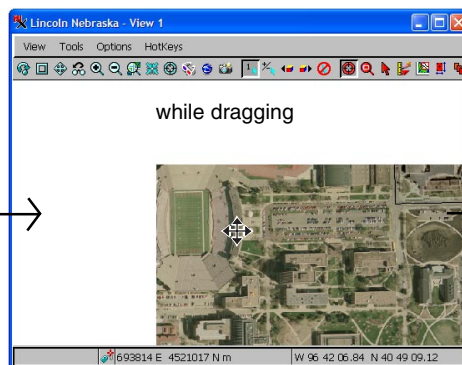 Lincoln Nebraska - View 1
View Tools Options HotKeys
while dragging
693814 E 4521017 N m
W 96 42 06.84 N 40 49 09.12